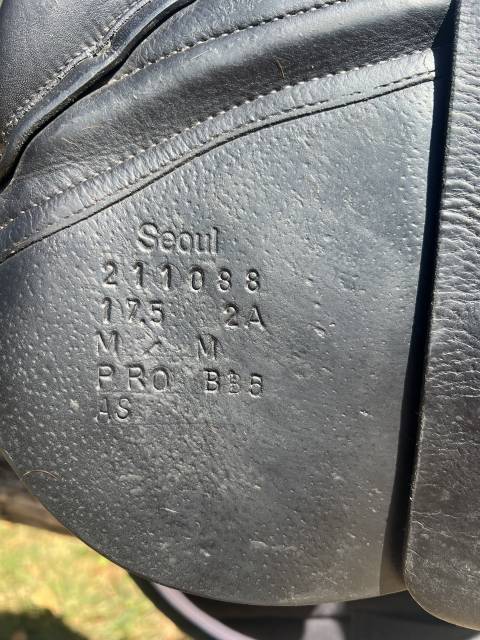 Seoul
211088
17.5 2A
M / M
PRO
AS